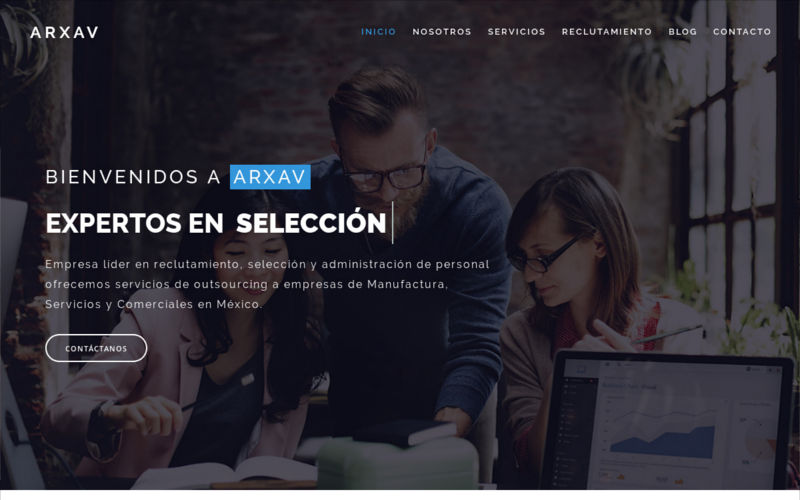 ARXAV
INICIO NOSOTROS SERVICIOS RECLUTAMIENTO BLOG CONTACTO
BIENVENIDOS A ARXAV
EXPERTOS EN SELECCIÓN
Empresa líder en reclutamiento, selección y administración de personal
ofrecemos servicios de outsourcing a empresas de Manufactura,
Servicios y Comerciales en México.
CONTÁCTANOS